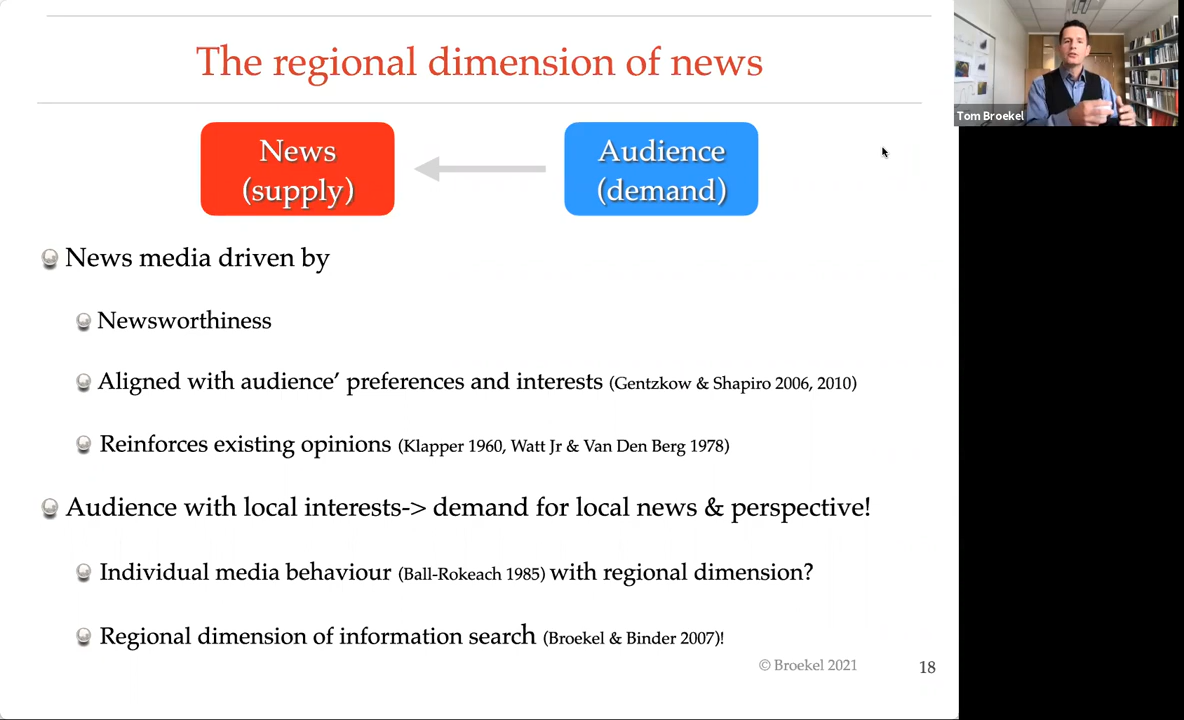 The regional dimension of news
Tom Broekel
News
(supply)
Audience
(demand)
News media driven by
Newsworthiness
Aligned with audience’ preferences and interests (Gentzkow & Shapiro 2006, 2010)
Reinforces existing opinions (Klapper 1960, Watt Jr & Van Den Berg 1978)
Audience with local interests-> demand for local news & perspective!
Individual media behaviour (Ball-Rokeach 1985) with regional dimension?
Regional dimension of information search (Broekel & Binder 2007)!
© Broekel 2021
18